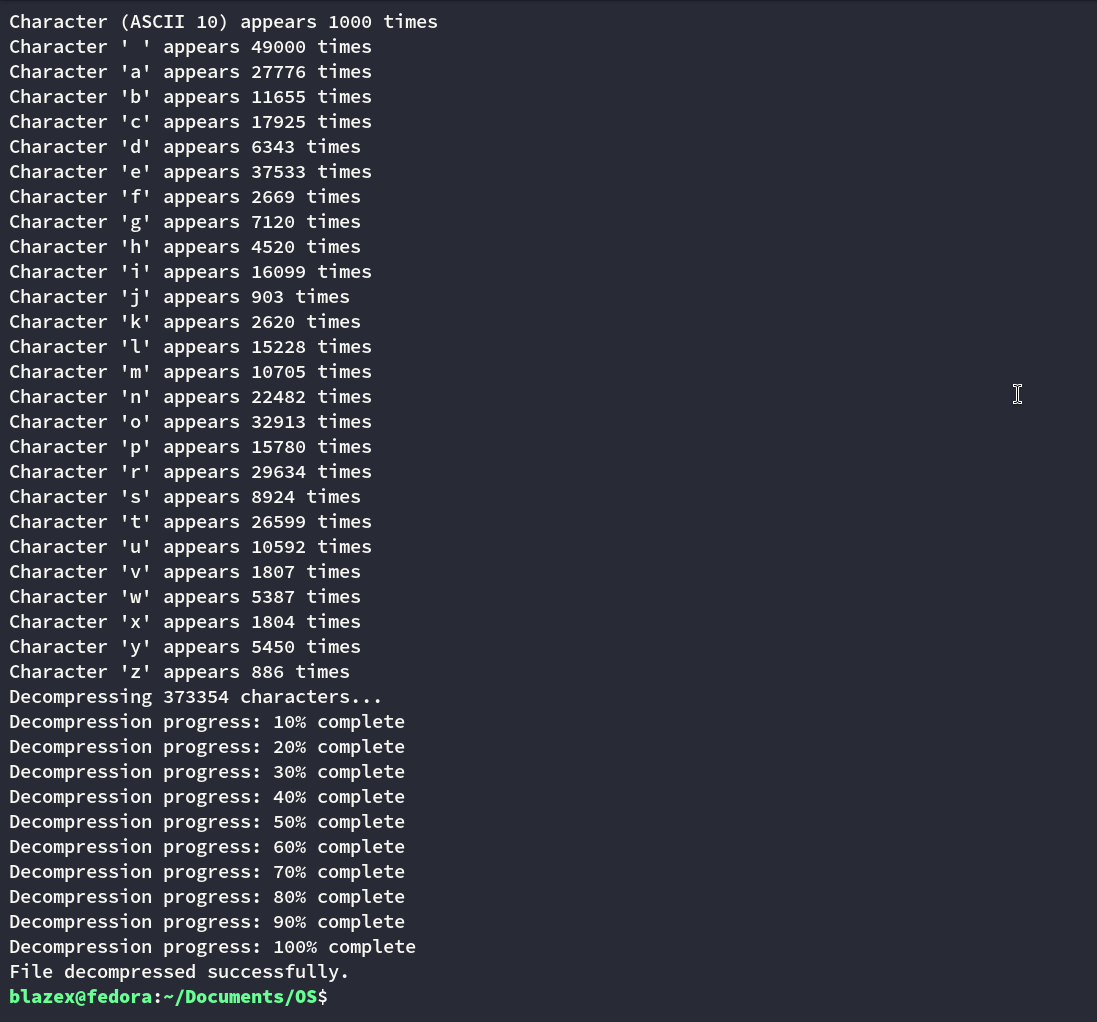 Character (ASCII 10) appears 1000 times
Character ' ' appears 49000 times
Character 'a' appears 27776 times
Character 'b' appears 11655 times
Character 'c' appears 17925 times
Character 'd' appears 6343 times
Character 'e' appears 37533 times
Character 'f' appears 2669 times
Character 'g' appears 7120 times
Character 'h' appears 4520 times
Character 'i' appears 16099 times
Character 'j' appears 903 times
Character 'k' appears 2620 times
Character 'l' appears 15228 times
Character 'm' appears 10705 times
Character 'n' appears 22482 times
Character 'o' appears 32913 times
Character 'p' appears 15780 times
Character 'r' appears 29634 times
Character 's' appears 8924 times
Character 't' appears 26599 times
Character 'u' appears 10592 times
Character 'v' appears 1807 times
Character 'w' appears 5387 times
Character 'x' appears 1804 times
Character 'y' appears 5450 times
Character 'z' appears 886 times
Decompressing 373354 characters...
Decompression progress: 10% complete
Decompression progress: 20% complete
Decompression progress: 30% complete
Decompression progress: 40% complete
Decompression progress: 50% complete
Decompression progress: 60% complete
Decompression progress: 70% complete
Decompression progress: 80% complete
Decompression progress: 90% complete
Decompression progress: 100% complete
File decompressed successfully.
blazex@fedora:~/Documents/OS$